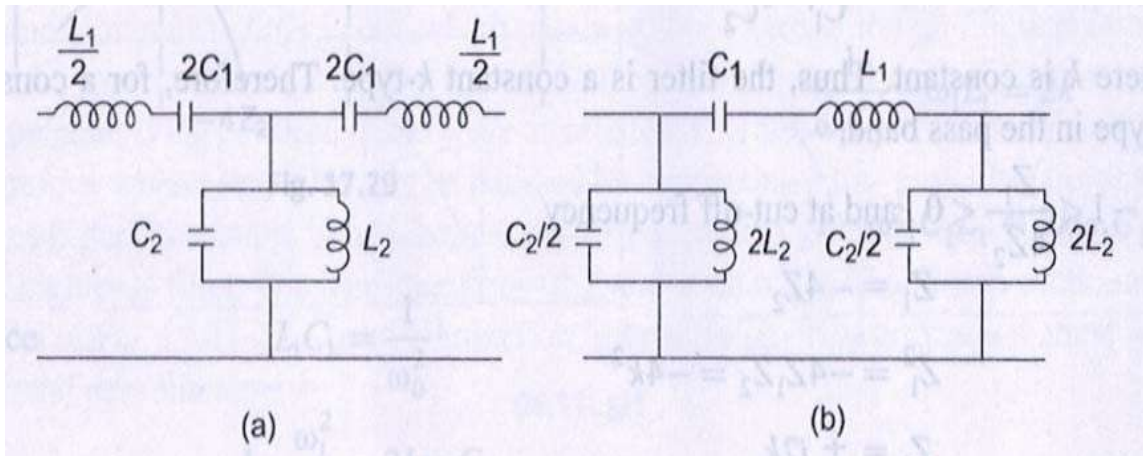 L₁/2 2C₁ 2C₁ L₁/2
C₂ L₂
(a)
C₁ L₁
C₂/2 2L₂ C₂/2 2L₂
(b)